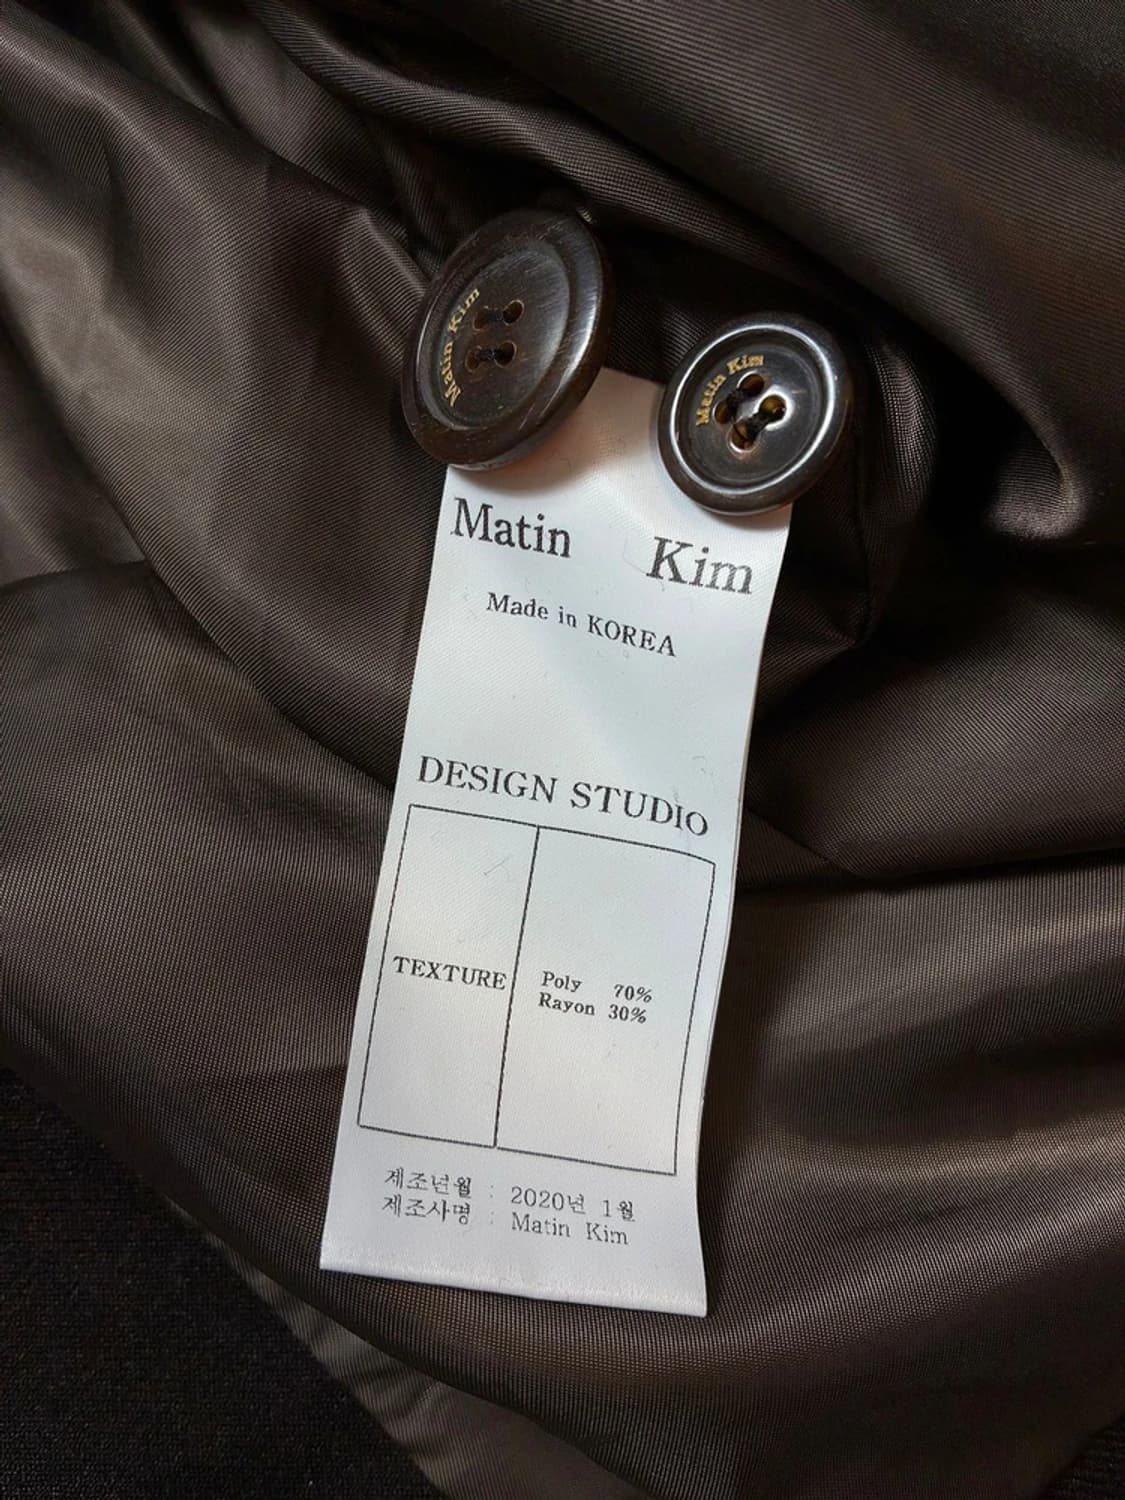 Matin Kim
Matin Kim
Matin Kim
Made in KOREA
DESIGN STUDIO
TEXTURE
Poly 70%
Rayon 30%
제조년월 : 2020년 1월
제조사명 : Matin Kim